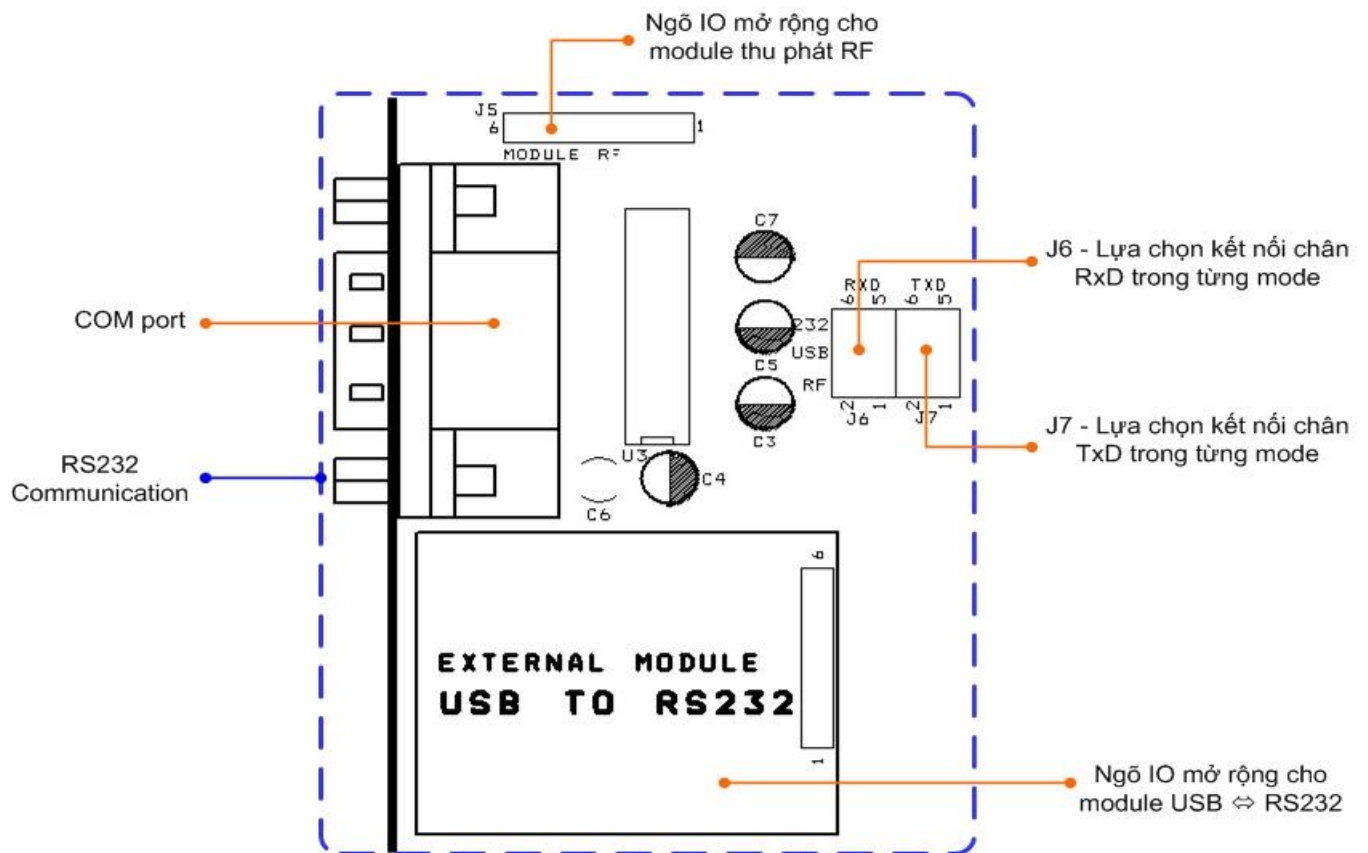 Ngõ IO mở rộng cho
module thu phát RF
J5
6
1
MODULE RF
C7
J6 - Lựa chọn kết nối chân
RxD trong từng mode
RXD TXD
6 5 6 5
COM port
232
USB
C5
RF
2 1 2 1
J6 J7
C3
J7 - Lựa chọn kết nối chân
TxD trong từng mode
U3
RS232
Communication
C4
C6
6
EXTERNAL MODULE
USB TO RS232
1
Ngõ IO mở rộng cho
module USB ⇔ RS232